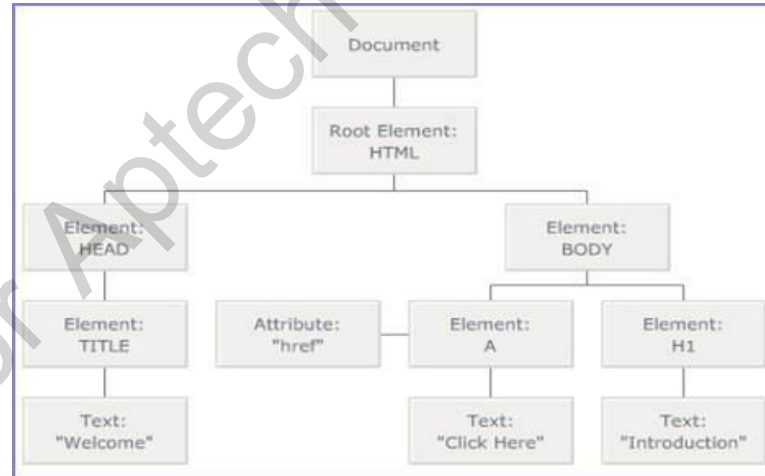 Document
Root Element:
HTML
Element:
HEAD
Element:
BODY
Element:
TITLE
Attribute:
"href"
Element:
A
Element:
H1
Text:
"Welcome"
Text:
"Click Here"
Text:
"Introduction"
or Aptech